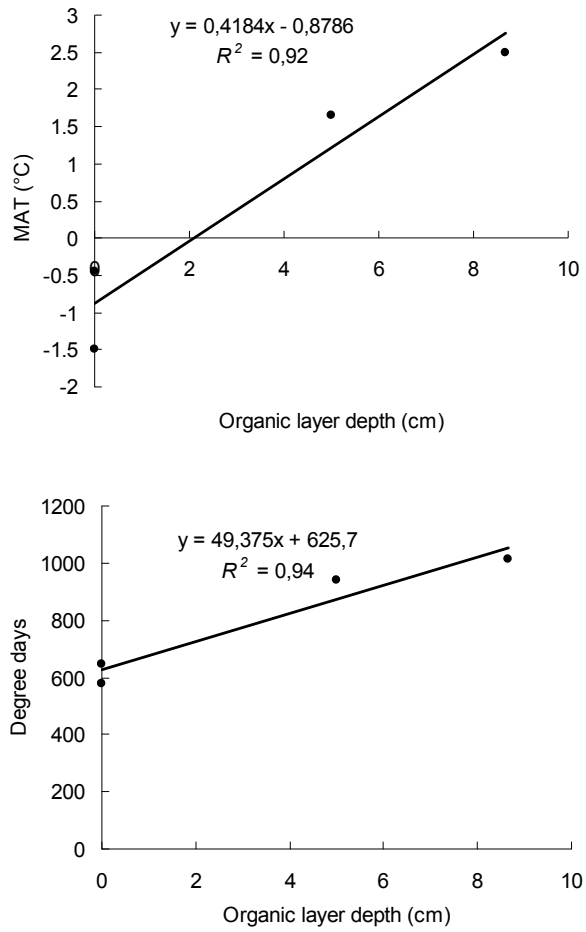 y = 0,4184x - 0,8786
R² = 0,92
3
2.5
2
1.5
1
0.5
0
-0.5
-1
-1.5
-2
MAT (°C)
0 2 4 6 8 10
Organic layer depth (cm)
y = 49,375x + 625,7
R² = 0,94
1200
1000
800
600
400
200
0
Degree days
0 2 4 6 8 10
Organic layer depth (cm)